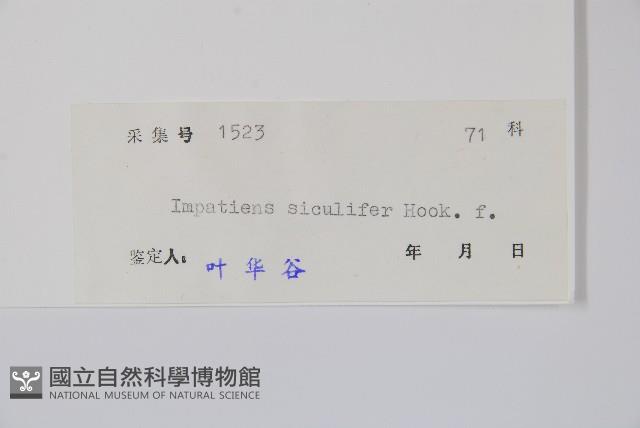 采集号 1523 71 科
Impatiens siculifer Hook. f.
鉴定人: 叶华谷 年 月 日
國立自然科學博物館
NATIONAL MUSEUM OF NATURAL SCIENCE